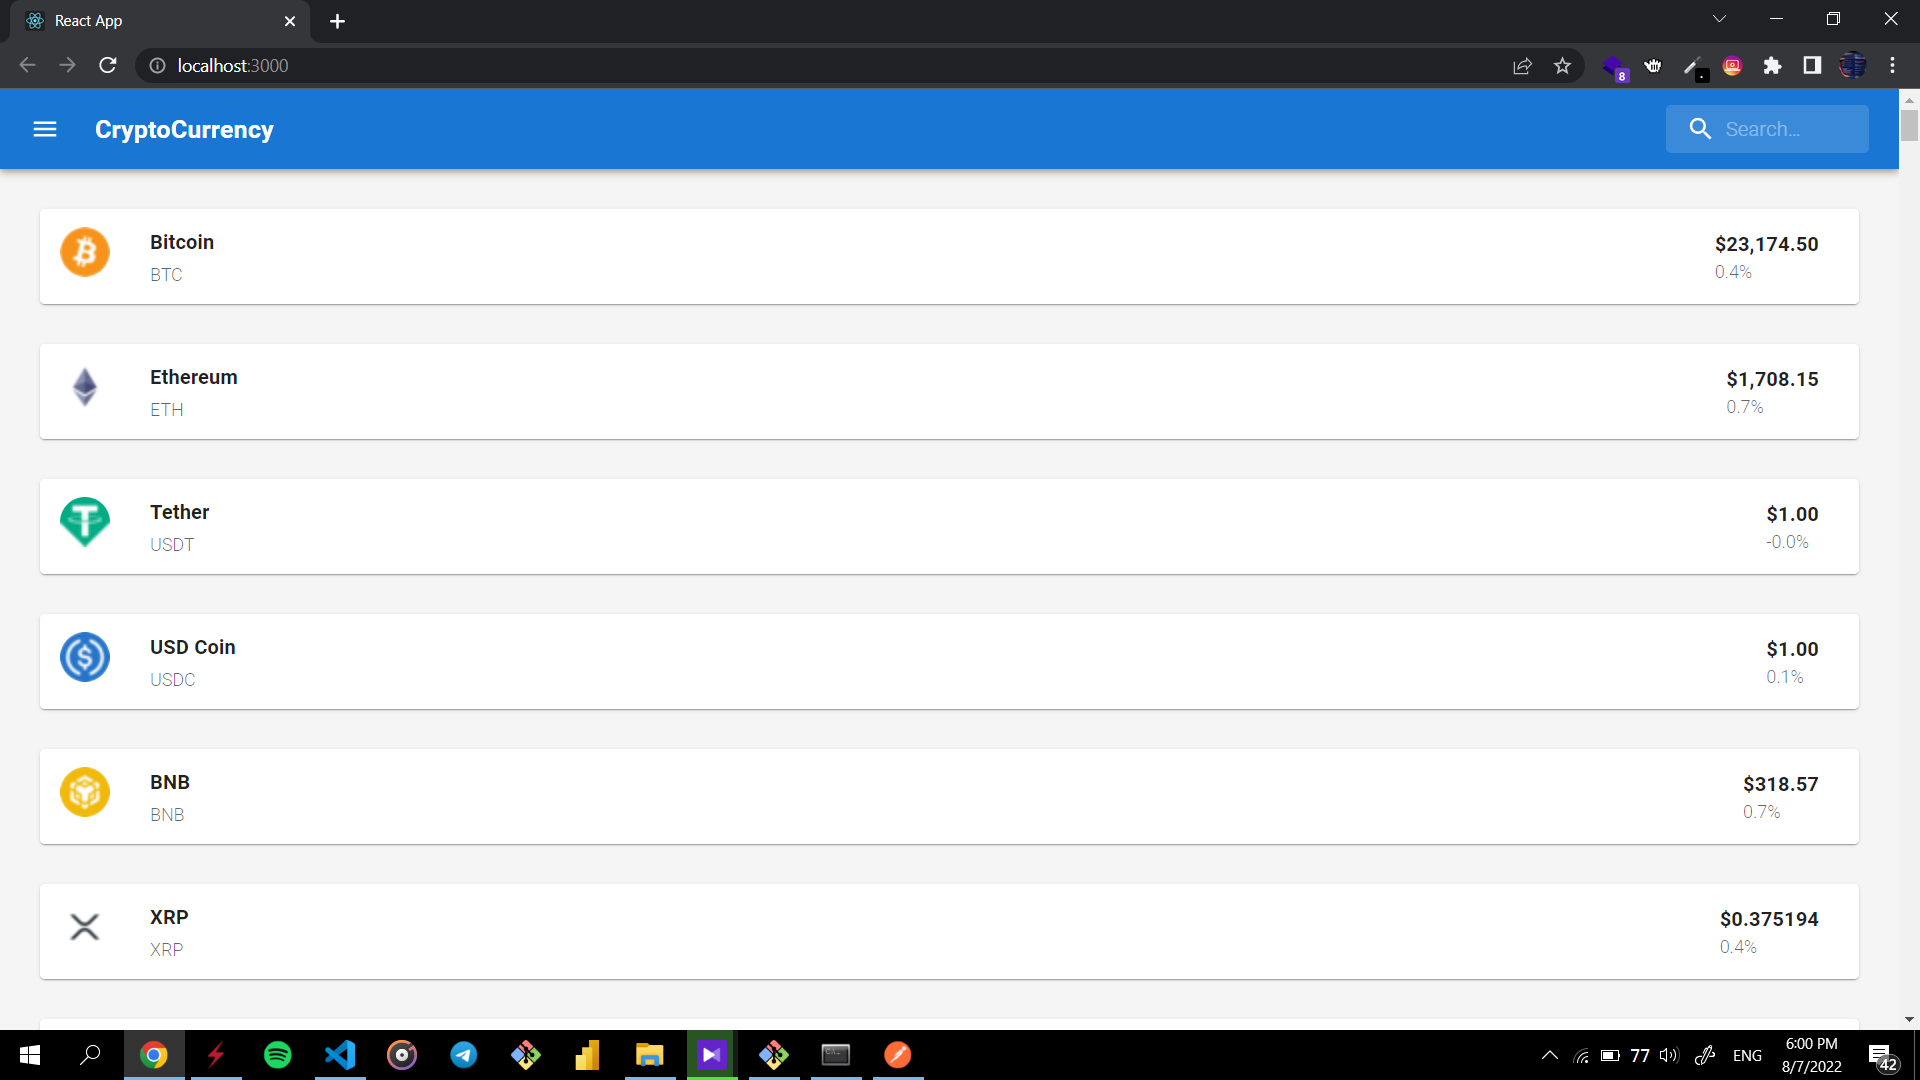 React App
localhost:3000
8
CryptoCurrency
Search…
Bitcoin
BTC
$23,174.50
0.4%
Ethereum
ETH
$1,708.15
0.7%
Tether
USDT
$1.00
-0.0%
USD Coin
USDC
$1.00
0.1%
BNB
BNB
$318.57
0.7%
XRP
XRP
$0.375194
0.4%
77
ENG
6:00 PM
8/7/2022
42